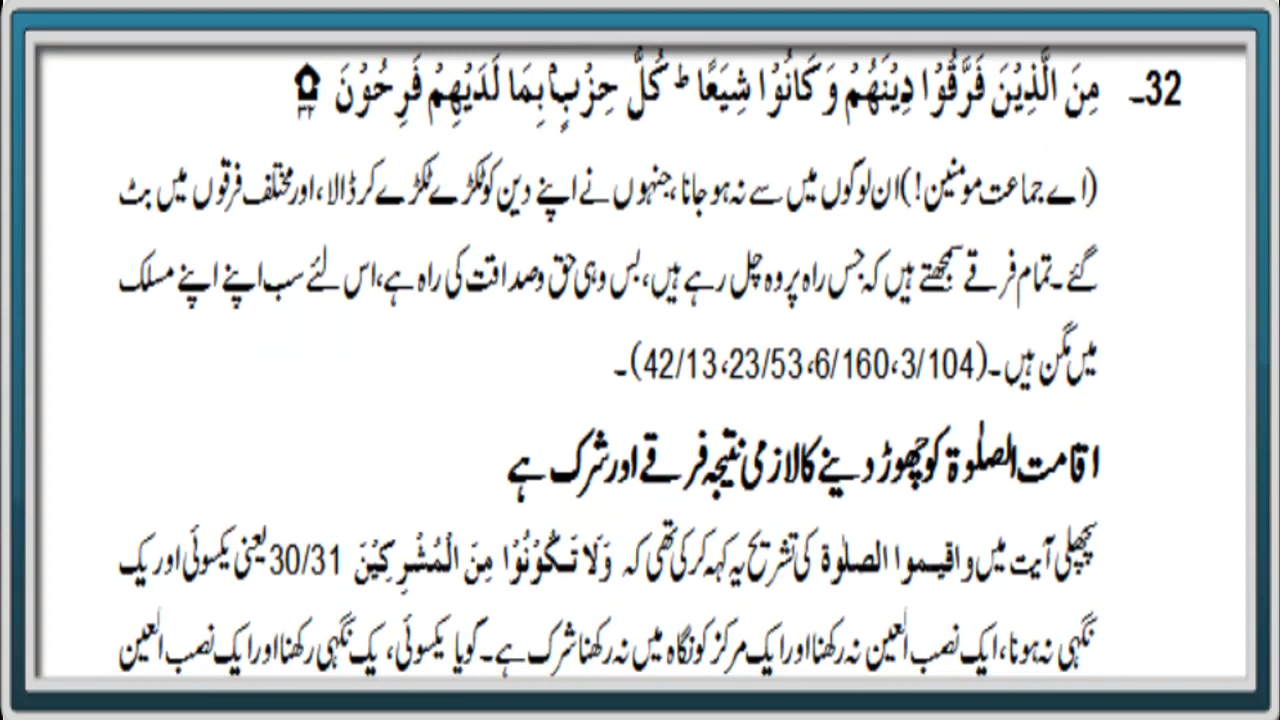 32۔ مِنَ الَّذِيْنَ فَرَّقُوْا دِيْنَهُمْ وَ كَانُوْا شِيَعًا ؕ كُلُّ حِزْبٍۭ بِمَا لَدَيْهِمْ فَرِحُوْنَ ۳۲
(اے جماعت مومنین!) ان لوگوں میں سے نہ ہو جانا، جنہوں نے اپنے دین کو ٹکڑے ٹکڑے کر ڈالا، اور مختلف فرقوں میں بٹ
گئے۔ تمام فرقے سمجھتے ہیں کہ جس راہ پر وہ چل رہے ہیں، بس وہی حق و صداقت کی راہ ہے، اس لئے سب اپنے اپنے مسلک
میں مگن ہیں۔ (3/104، 6/160، 23/53، 42/13)۔
اقامت الصلٰوۃ کو چھوڑ دینے کا لازمی نتیجہ فرقے اور شرک ہے
پچھلی آیت میں واقیموا الصلٰوۃ کی تشریح یہ کہہ کر کی تھی کہ وَلَا تَكُوْنُوْا مِنَ الْمُشْرِكِيْنَ 30/31 یعنی یکسوئی اور یک
نگہی نہ ہونا، ایک نصب العین نہ رکھنا اور ایک مرکز کو نگاہ میں نہ رکھنا شرک ہے۔ گویا یکسوئی، یک نگہی رکھنا اور ایک نصب العین